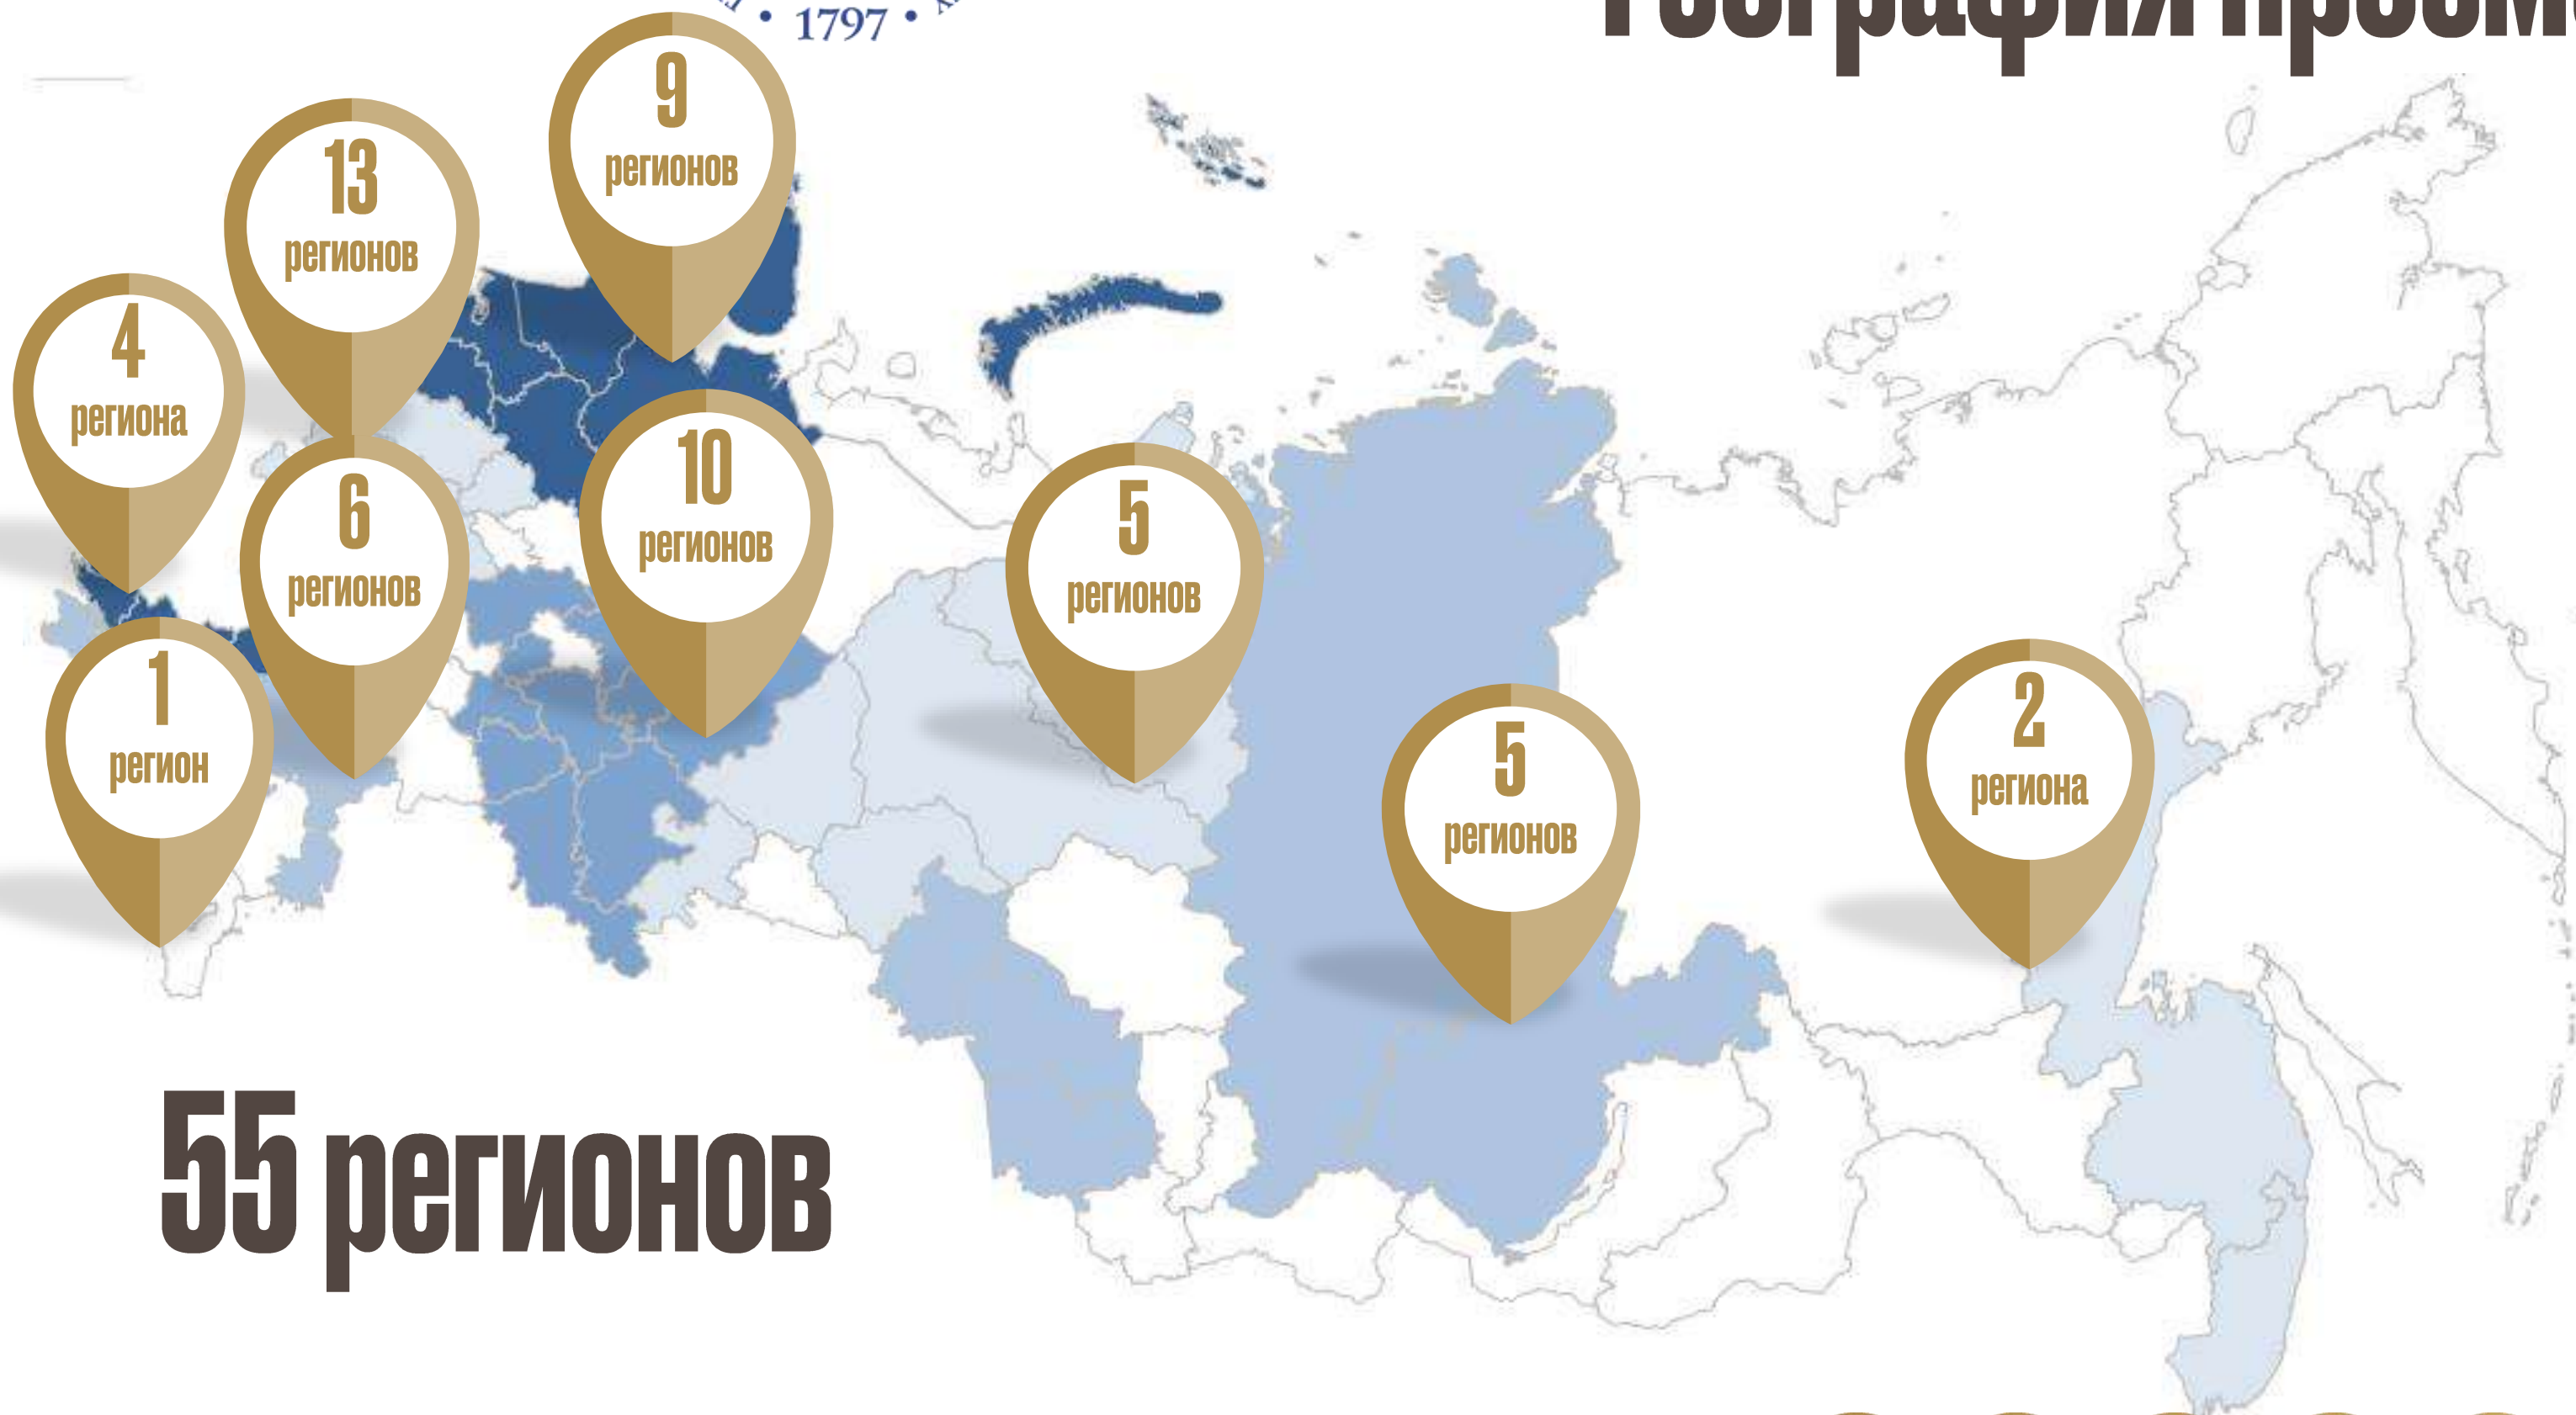 • 1797 •
9
регионов
13
регионов
4
региона
6
регионов
10
регионов
5
регионов
1
регион
5
регионов
2
региона
55 регионов